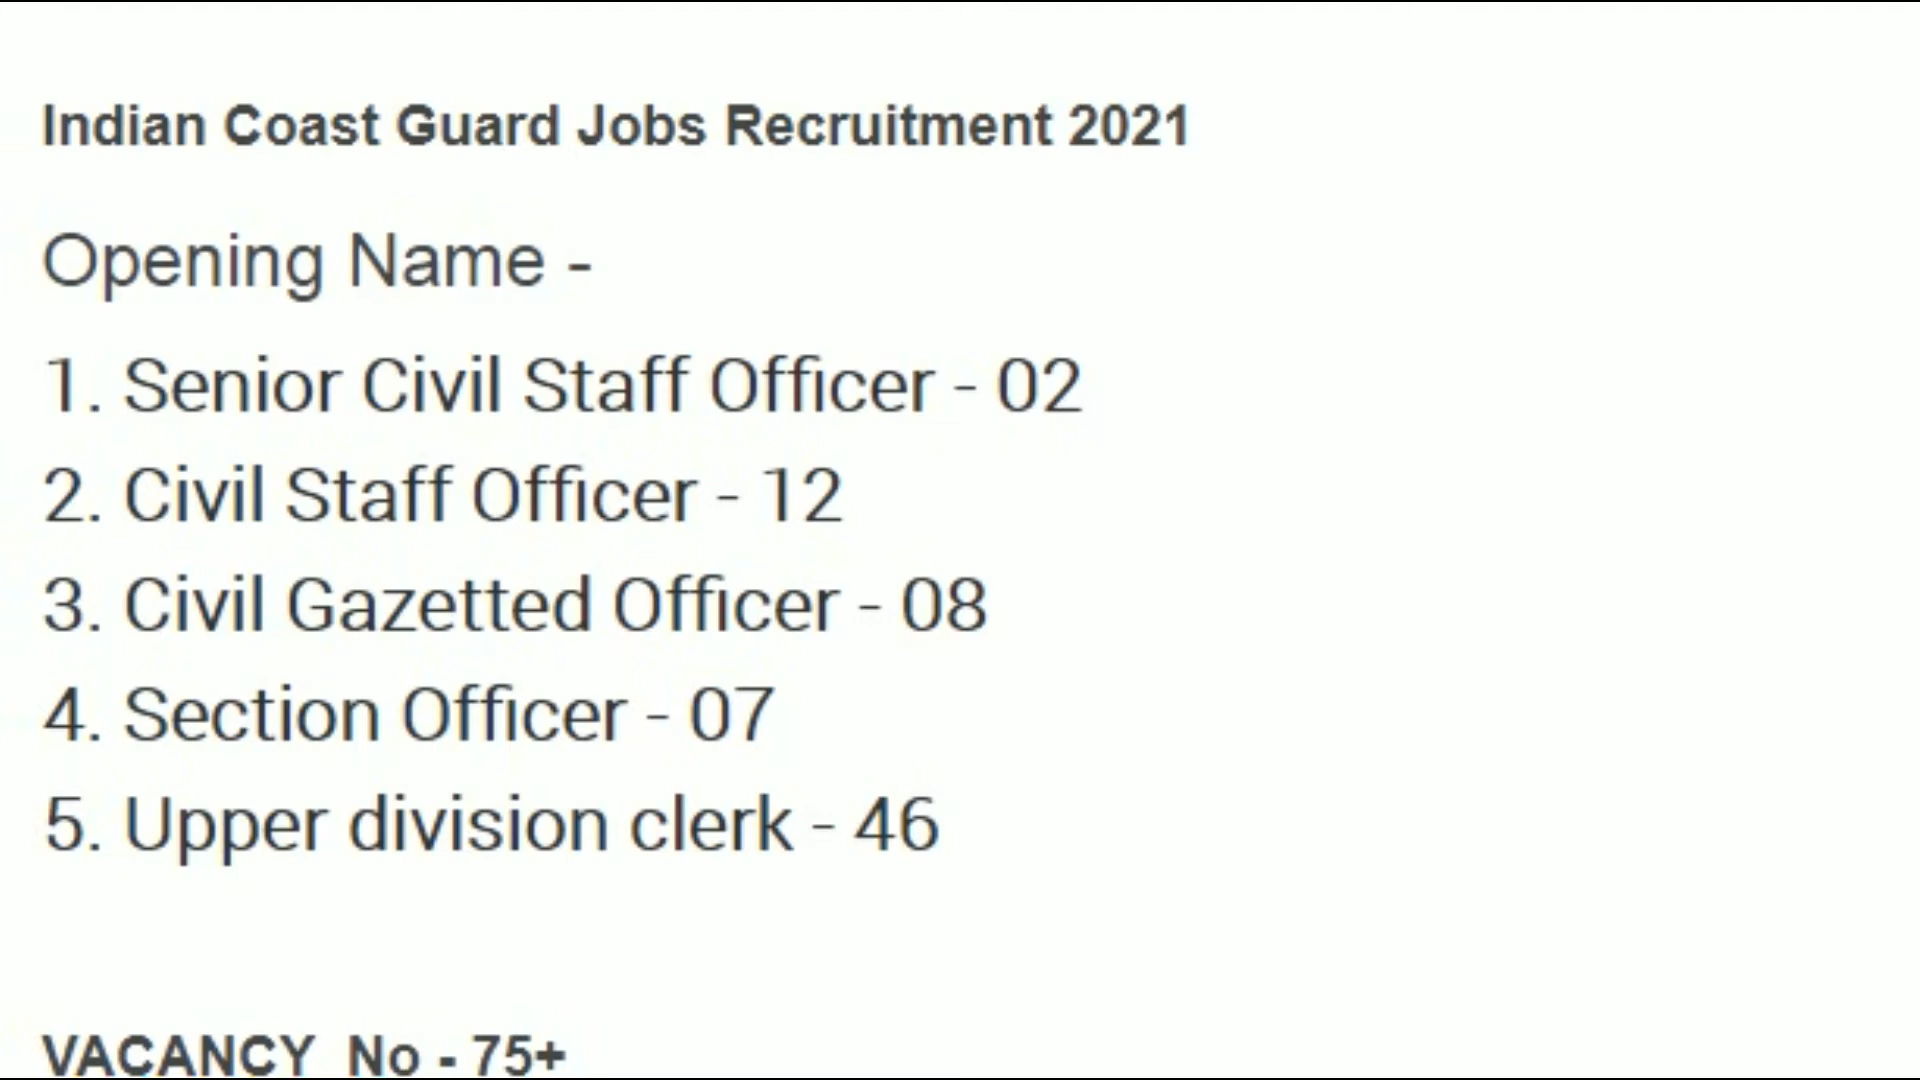 Indian Coast Guard Jobs Recruitment 2021
Opening Name -
1. Senior Civil Staff Officer - 02
2. Civil Staff Officer - 12
3. Civil Gazetted Officer - 08
4. Section Officer - 07
5. Upper division clerk - 46
VACANCY No - 75+